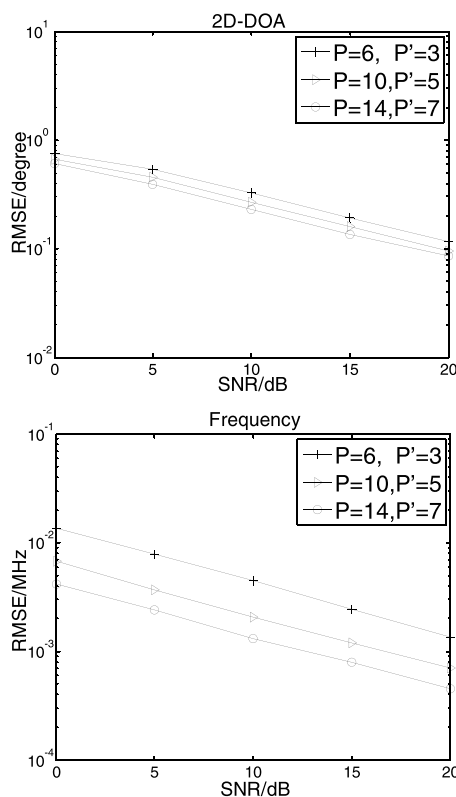 2D-DOA
10^1
P=6, P'=3
P=10,P'=5
P=14,P'=7
10^0
RMSE/degree
10^-1
10^-2
0 5 10 15 20
SNR/dB
Frequency
10^-1
P=6, P'=3
P=10,P'=5
P=14,P'=7
10^-2
RMSE/MHz
10^-3
10^-4
0 5 10 15 20
SNR/dB